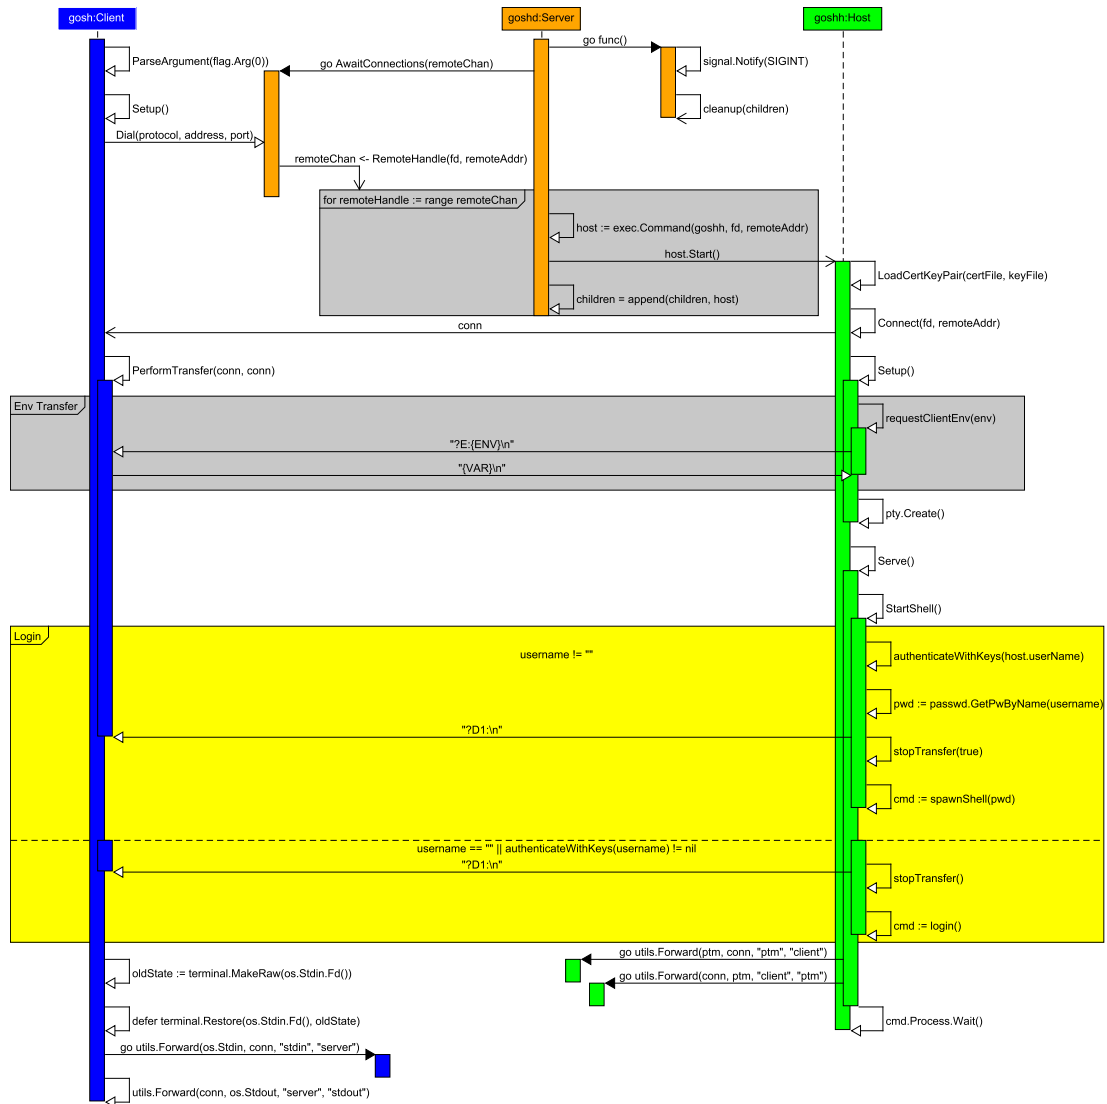 gosh:Client
goshd:Server
goshh:Host
go func()
ParseArgument(flag.Arg(0))
go AwaitConnections(remoteChan)
signal.Notify(SIGINT)
Setup()
cleanup(children)
Dial(protocol, address, port)
remoteChan <- RemoteHandle(fd, remoteAddr)
for remoteHandle := range remoteChan
host := exec.Command(goshh, fd, remoteAddr)
host.Start()
LoadCertKeyPair(certFile, keyFile)
children = append(children, host)
conn
Connect(fd, remoteAddr)
PerformTransfer(conn, conn)
Setup()
Env Transfer
requestClientEnv(env)
"?E:{ENV}\n"
"{VAR}\n"
pty.Create()
Serve()
StartShell()
Login
username != ""
authenticateWithKeys(host.userName)
pwd := passwd.GetPwByName(username)
"?D1:\n"
stopTransfer(true)
cmd := spawnShell(pwd)
username == "" || authenticateWithKeys(username) != nil
"?D1:\n"
stopTransfer()
cmd := login()
go utils.Forward(ptm, conn, "ptm", "client")
oldState := terminal.MakeRaw(os.Stdin.Fd())
go utils.Forward(conn, ptm, "client", "ptm")
defer terminal.Restore(os.Stdin.Fd(), oldState)
cmd.Process.Wait()
go utils.Forward(os.Stdin, conn, "stdin", "server")
utils.Forward(conn, os.Stdout, "server", "stdout")